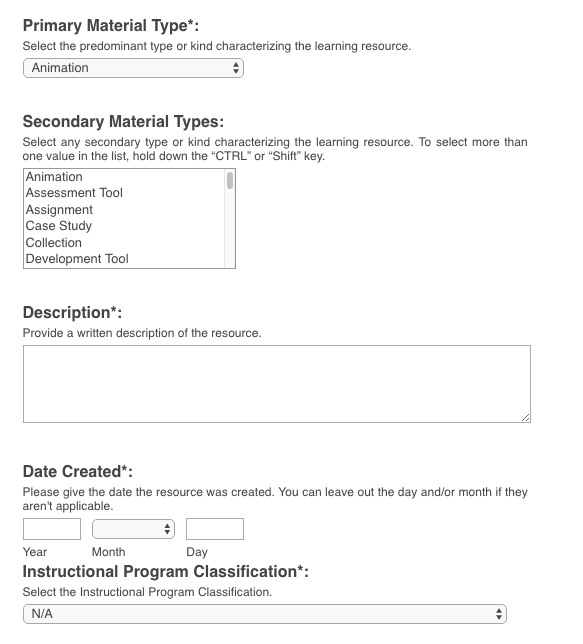 Primary Material Type*:
Select the predominant type or kind characterizing the learning resource.
Animation
Secondary Material Types:
Select any secondary type or kind characterizing the learning resource. To select more than
one value in the list, hold down the “CTRL” or “Shift” key.
Animation
Assessment Tool
Assignment
Case Study
Collection
Development Tool
Description*:
Provide a written description of the resource.
Date Created*:
Please give the date the resource was created. You can leave out the day and/or month if they
aren't applicable.
Year Month Day
Instructional Program Classification*:
Select the Instructional Program Classification.
N/A